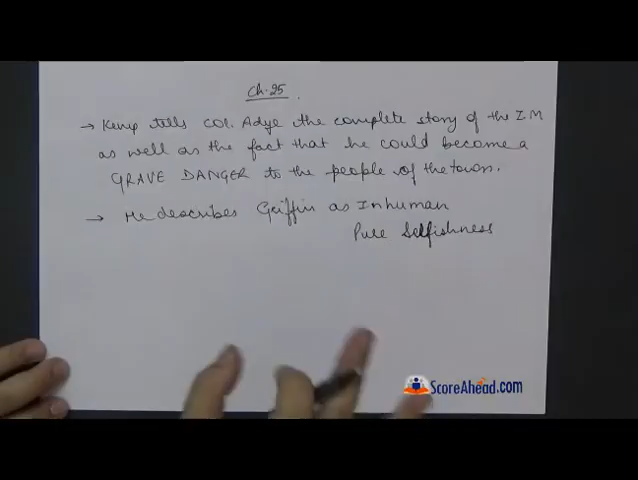 Ch. 25
→ Kemp tells Col. Adye the complete story of the I.M
as well as the fact that he could become a
GRAVE DANGER to the people of the town.
→ He describes Griffin as Inhuman
Pure Selfishness
ScoreAhead.com